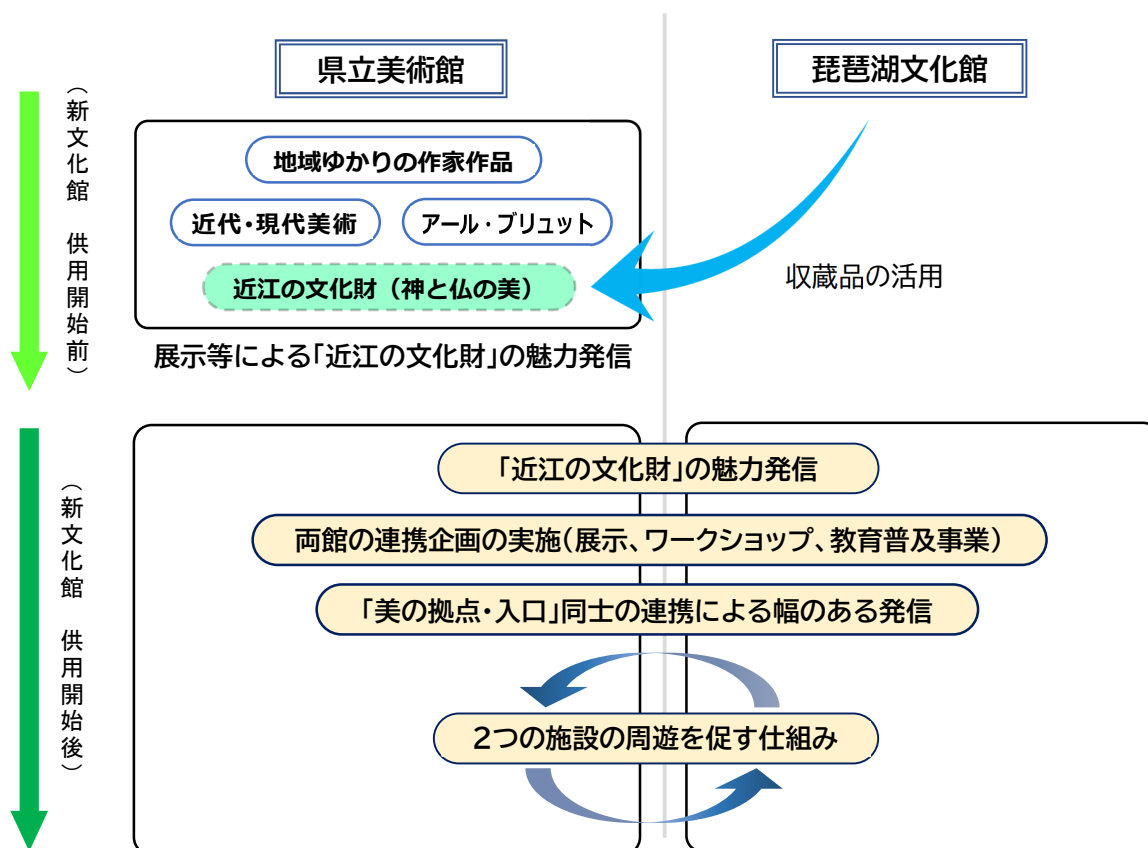 県立美術館
琵琶湖文化館
（新文化館　供用開始前）
地域ゆかりの作家作品
近代・現代美術
アール・ブリュット
近江の文化財（神と仏の美）
収蔵品の活用
展示等による「近江の文化財」の魅力発信
（新文化館　供用開始後）
「近江の文化財」の魅力発信
両館の連携企画の実施（展示、ワークショップ、教育普及事業）
「美の拠点・入口」同士の連携による幅のある発信
2つの施設の周遊を促す仕組み